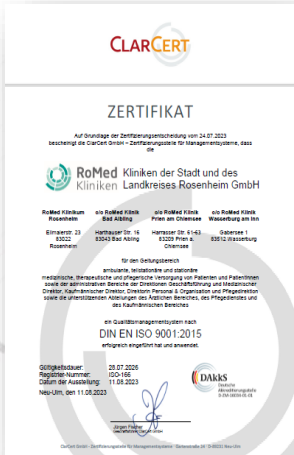 CLARCERT
ZERTIFIKAT
Auf Grundlage der Zertifizierungsentscheidung vom 24.07.2023
bescheinigt die ClarCert GmbH – Zertifizierungsstelle für Managementsysteme, dass
die
RoMed Kliniken der Stadt und des
Kliniken Landkreises Rosenheim GmbH
RoMed Klinikum Rosenheim
Ellmaierstr. 23
83022
Rosenheim
c/o RoMed Klinik Bad Aibling
Harthauser Str. 16
83043 Bad Aibling
c/o RoMed Klinik Prien am Chiemsee
Harrasser Str. 61-63
83209 Prien a.
Chiemsee
c/o RoMed Klinik Wasserburg am Inn
Gabersee 1
83512 Wasserburg
für den Geltungsbereich
ambulante, teilstationäre und stationäre
medizinische, therapeutische und pflegerische Versorgung von Patienten und Patientinnen
sowie der administrativen Bereiche der Direktionen Geschäftsführung und Medizinischer
Direktor, Kaufmännischer Direktor, Direktorin Personal & Organisation und Pflegedirektion
sowie die unterstützenden Abteilungen des Ärztlichen Bereiches, des Pflegedienstes und
des Kaufmännischen Bereiches
ein Qualitätsmanagementsystem nach
DIN EN ISO 9001:2015
erfolgreich eingeführt hat und anwendet.
Gültigkeitsdauer: 28.07.2026
Register-Nummer: ISO-166
Datum der Ausstellung: 11.08.2023
Neu-Ulm, den 11.08.2023
DAkkS
Deutsche
Akkreditierungsstelle
Jürgen Freisler
ClarCert GmbH - Zertifizierungsstelle für Managementsysteme